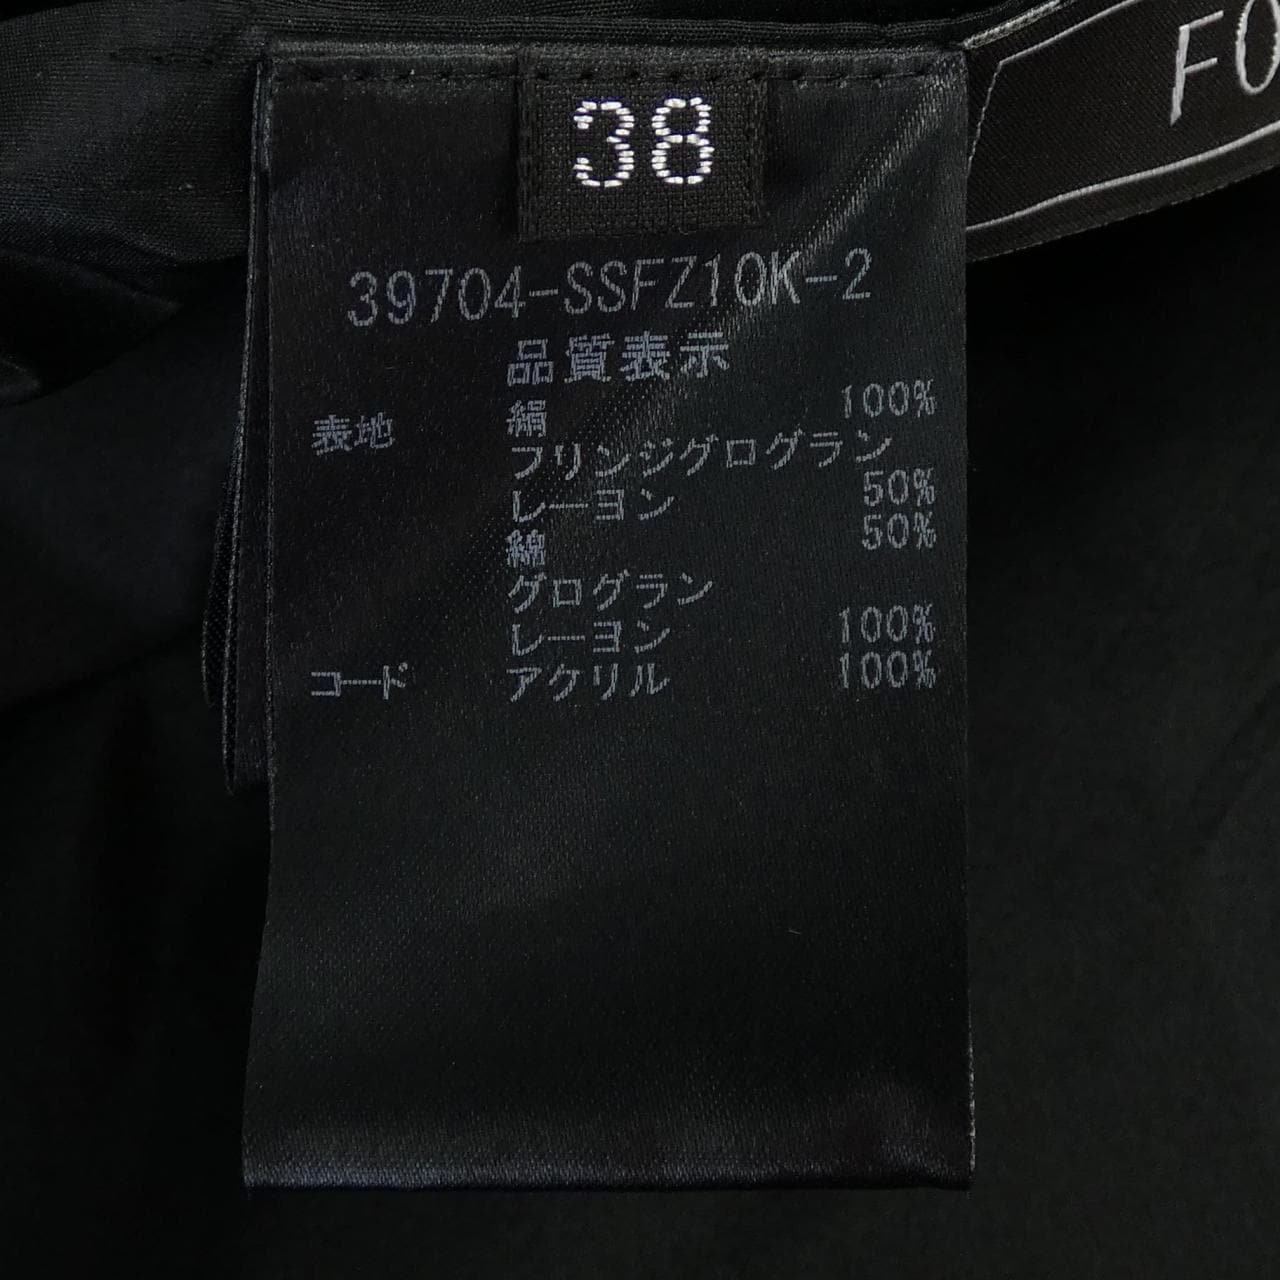 38
FO
39704-SSFZ10K-2
品質表示
表地 絹 100%
フリンジグログラン
レーヨン 50%
綿 50%
グログラン
レーヨン 100%
コード アクリル 100%